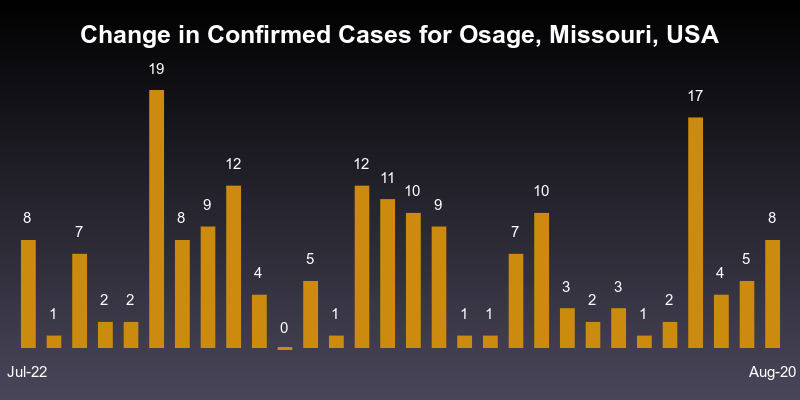 Change in Confirmed Cases for Osage, Missouri, USA
8 1 7 2 2 19 8 9 12 4 0 5 1 12 11 10 9 1 1 7 10 3 2 3 1 2 17 4 5 8
Jul-22 Aug-20